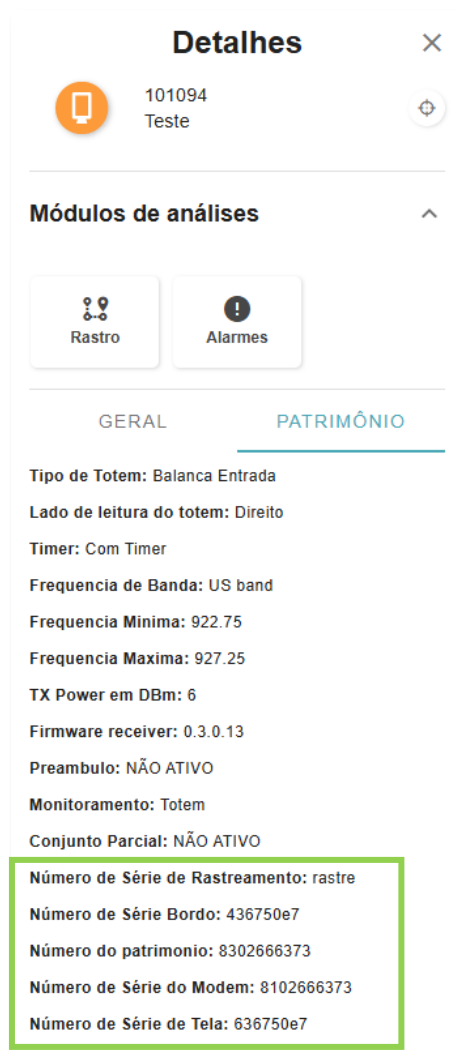 Detalhes
101094
Teste
Módulos de análises
Rastro
Alarmes
GERAL
PATRIMÔNIO
Tipo de Totem: Balanca Entrada
Lado de leitura do totem: Direito
Timer: Com Timer
Frequencia de Banda: US band
Frequencia Minima: 922.75
Frequencia Maxima: 927.25
TX Power em DBm: 6
Firmware receiver: 0.3.0.13
Preambulo: NÃO ATIVO
Monitoramento: Totem
Conjunto Parcial: NÃO ATIVO
Número de Série de Rastreamento: rastre
Número de Série Bordo: 436750e7
Número do patrimonio: 8302666373
Número de Série do Modem: 8102666373
Número de Série de Tela: 636750e7